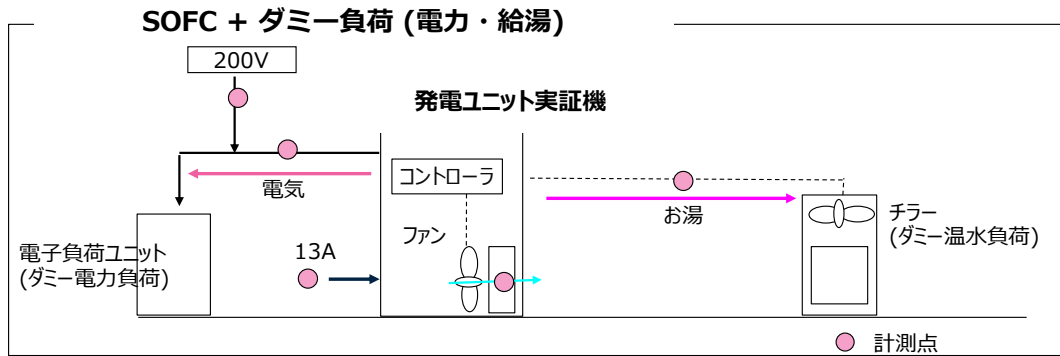 SOFC + ダミー負荷 (電力・給湯)
200V
発電ユニット実証機
コントローラ
電気
お湯
チラー
(ダミー温水負荷)
ファン
電子負荷ユニット
(ダミー電力負荷)
13A
計測点